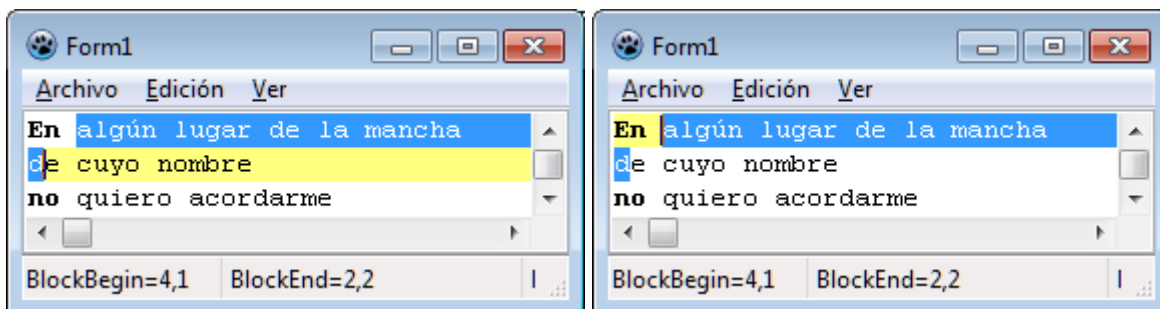 Form1
Archivo Edición Ver
En algún lugar de la mancha
de cuyo nombre
no quiero acordarme
BlockBegin=4,1 BlockEnd=2,2 I
Form1
Archivo Edición Ver
En algún lugar de la mancha
de cuyo nombre
no quiero acordarme
BlockBegin=4,1 BlockEnd=2,2 I